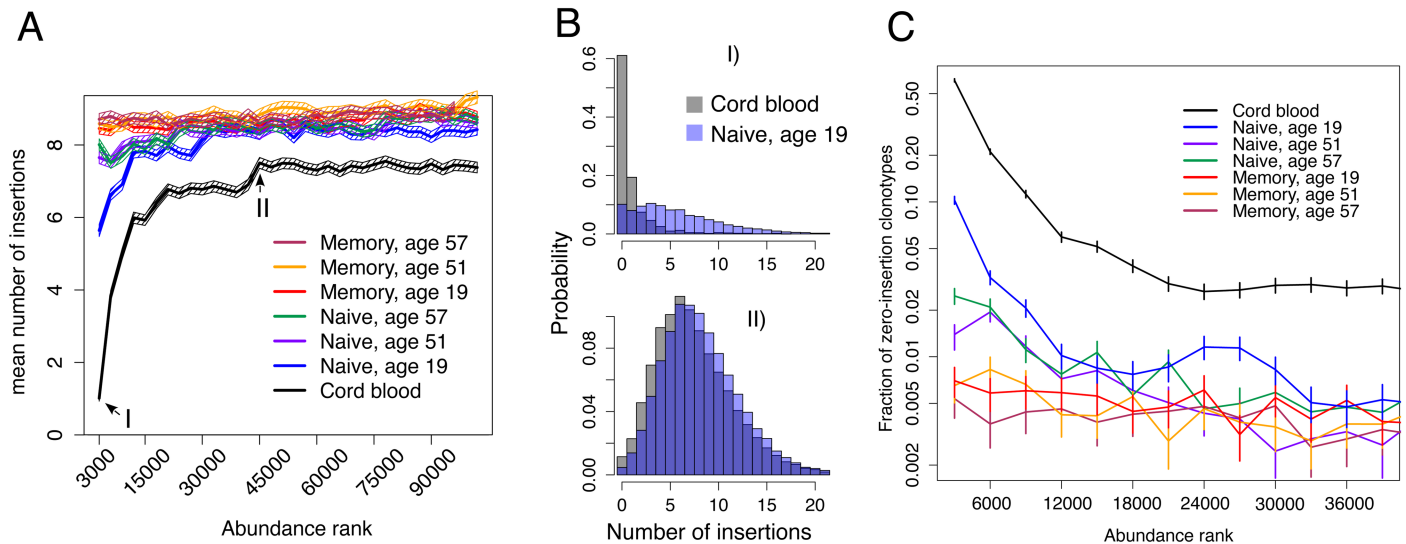 A
mean number of insertions
0
2
4
6
8
I
II
Memory, age 57
Memory, age 51
Memory, age 19
Naive, age 57
Naive, age 51
Naive, age 19
Cord blood
30000
15000
30000
45000
60000
75000
90000
Abundance rank
B
Probability
I)
0.0
0.2
0.4
0.6
Cord blood
Naive, age 19
0
5
10
15
20
II)
0.00
0.04
0.08
0
5
10
15
20
Number of insertions
C
Fraction of zero-insertion clonotypes
0.002
0.005
0.01
0.02
0.05
0.10
0.20
0.50
Cord blood
Naive, age 19
Naive, age 51
Naive, age 57
Memory, age 19
Memory, age 51
Memory, age 57
6000
12000
18000
24000
30000
36000
Abundance rank